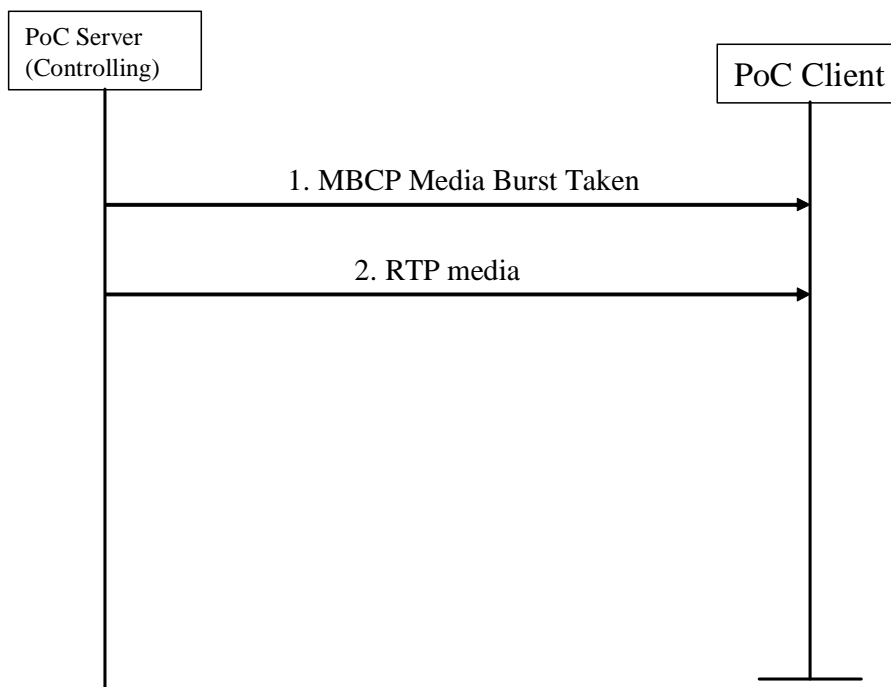 PoC Server
(Controlling)
PoC Client
1. MBCP Media Burst Taken
2. RTP media